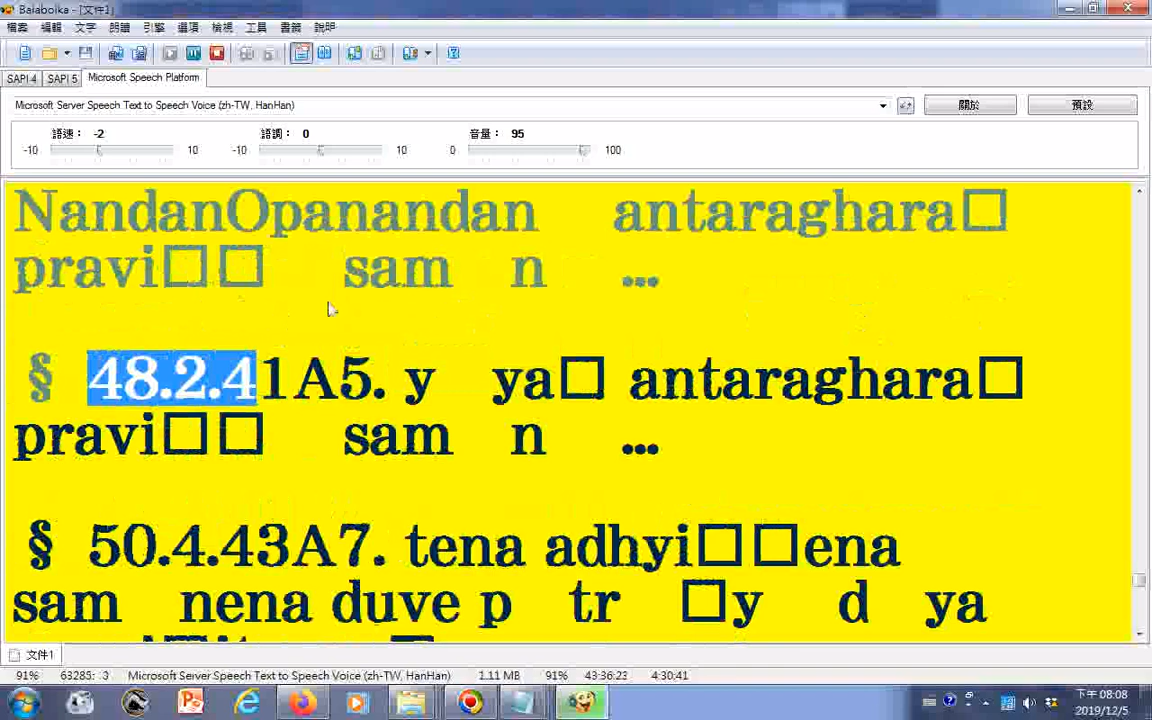 Balabolka - [文件1]
檔案 編輯 文字 朗讀 引擎 選項 檢視 工具 書籤 說明
SAPI 4 SAPI 5 Microsoft Speech Platform
Microsoft Server Speech Text to Speech Voice (zh-TW, HanHan) 關於 預設
語速： -2 語調： 0 音量： 95
-10 10 -10 10 0 100
NandanOpanandan antaraghara□
pravi□□ sam n ...
§ 48.2.41A5. y ya□ antaraghara□
pravi□□ sam n ...
§ 50.4.43A7. tena adhyi□□ena
sam nena duve p tr □y d ya
文件1
91% 63285: 3 Microsoft Server Speech Text to Speech Voice (zh-TW, HanHan) 1.11 MB 91% 43:36:23 4:30:41
下午 08:08
2019/12/5